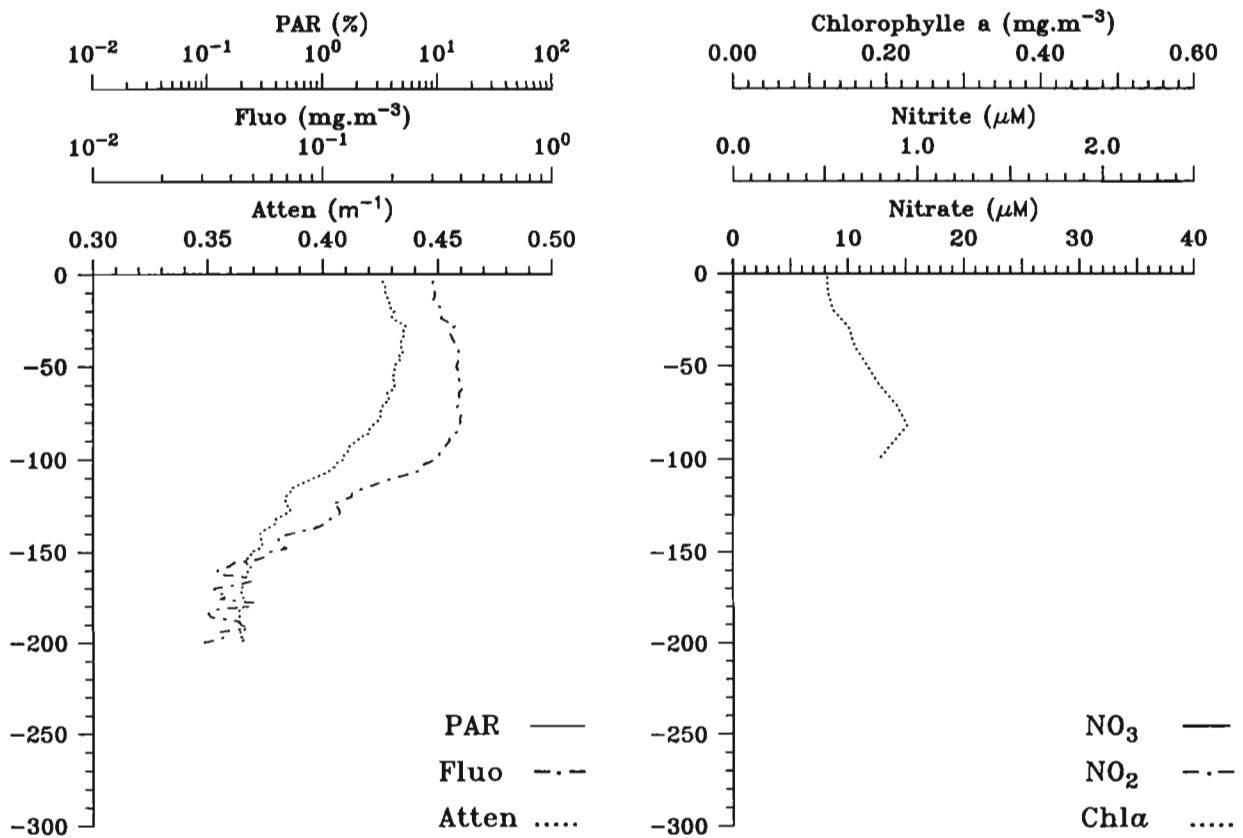 PAR (%)
10⁻² 10⁻¹ 10⁰ 10¹ 10²
Fluo (mg.m⁻³)
10⁻² 10⁻¹ 10⁰
Atten (m⁻¹)
0.30 0.35 0.40 0.45 0.50
0
−50
−100
−150
−200
−250
−300
PAR
Fluo
Atten
Chlorophylle a (mg.m⁻³)
0.00 0.20 0.40 0.60
Nitrite (μM)
0.0 1.0 2.0
Nitrate (μM)
0 10 20 30 40
0
−50
−100
−150
−200
−250
−300
NO₃
NO₂
Chlα